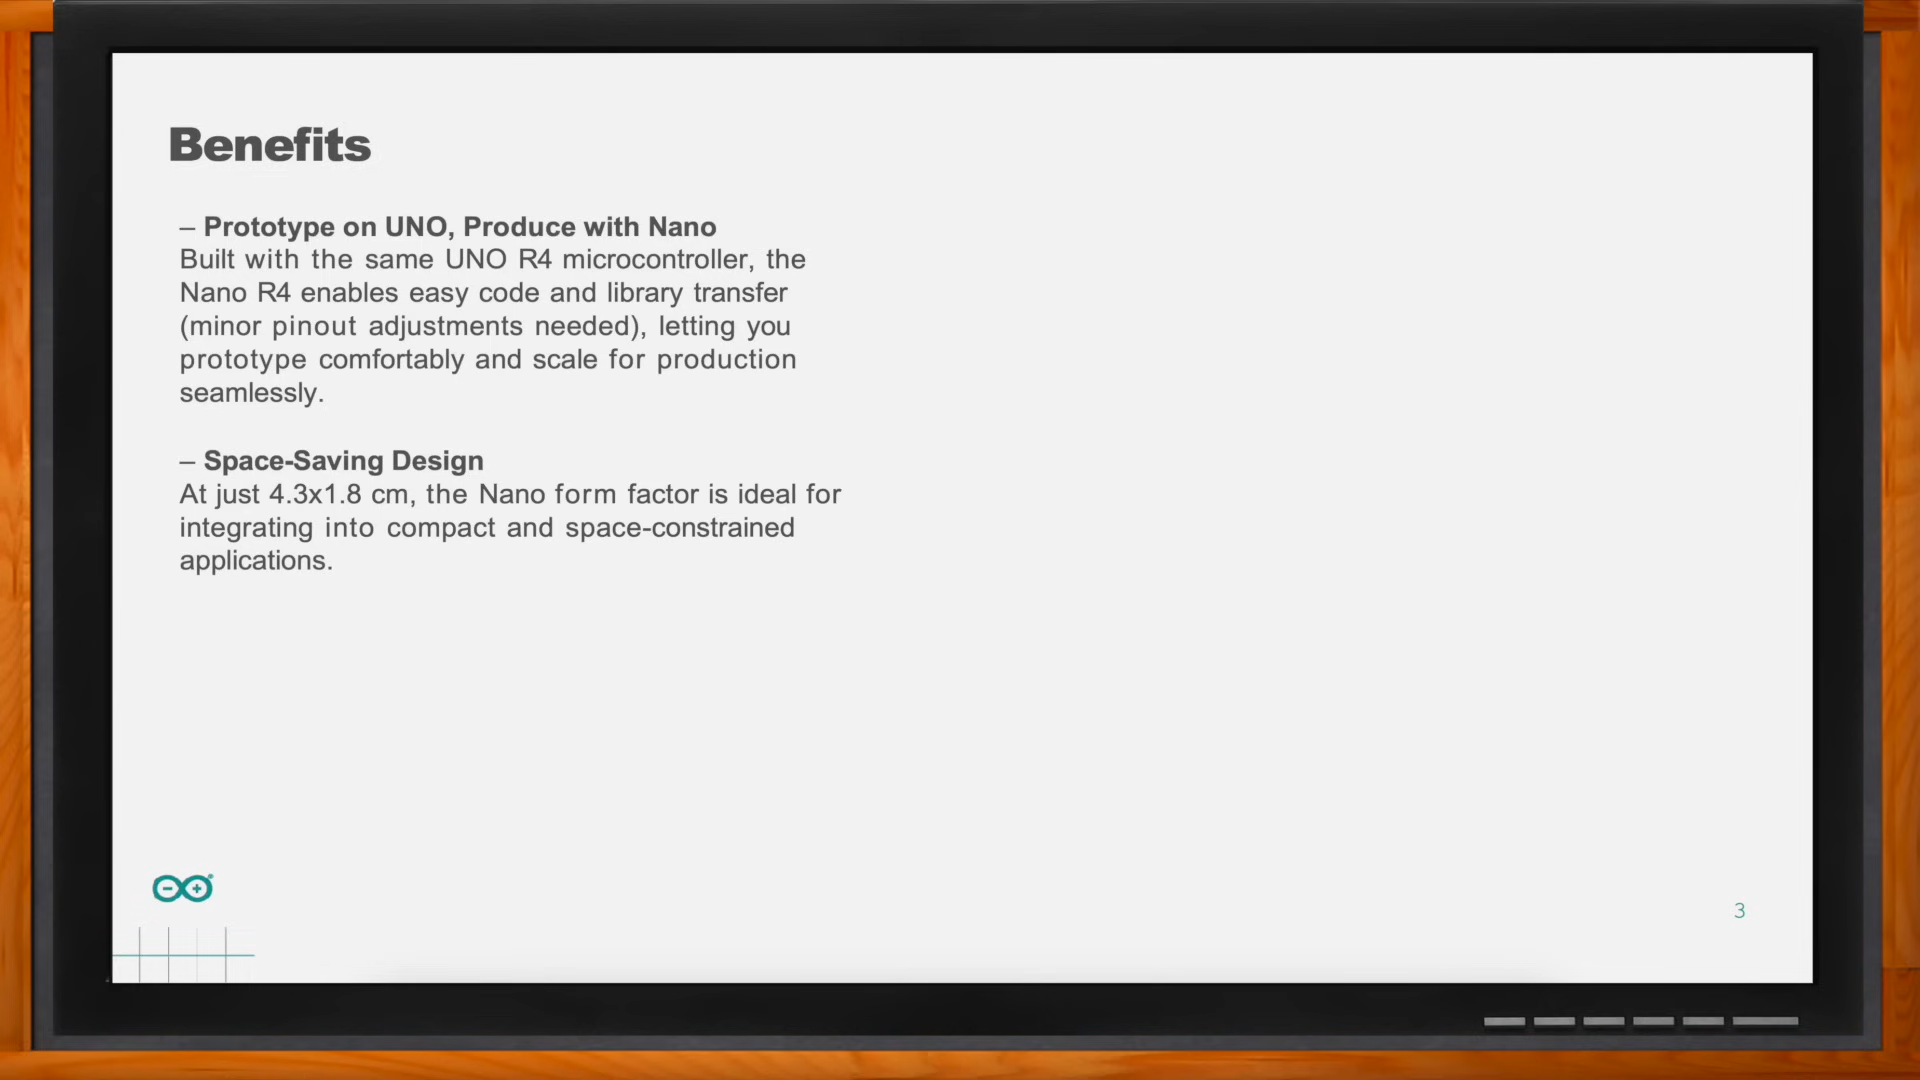 Benefits
– Prototype on UNO, Produce with Nano
Built with the same UNO R4 microcontroller, the
Nano R4 enables easy code and library transfer
(minor pinout adjustments needed), letting you
prototype comfortably and scale for production
seamlessly.
– Space-Saving Design
At just 4.3x1.8 cm, the Nano form factor is ideal for
integrating into compact and space-constrained
applications.
3